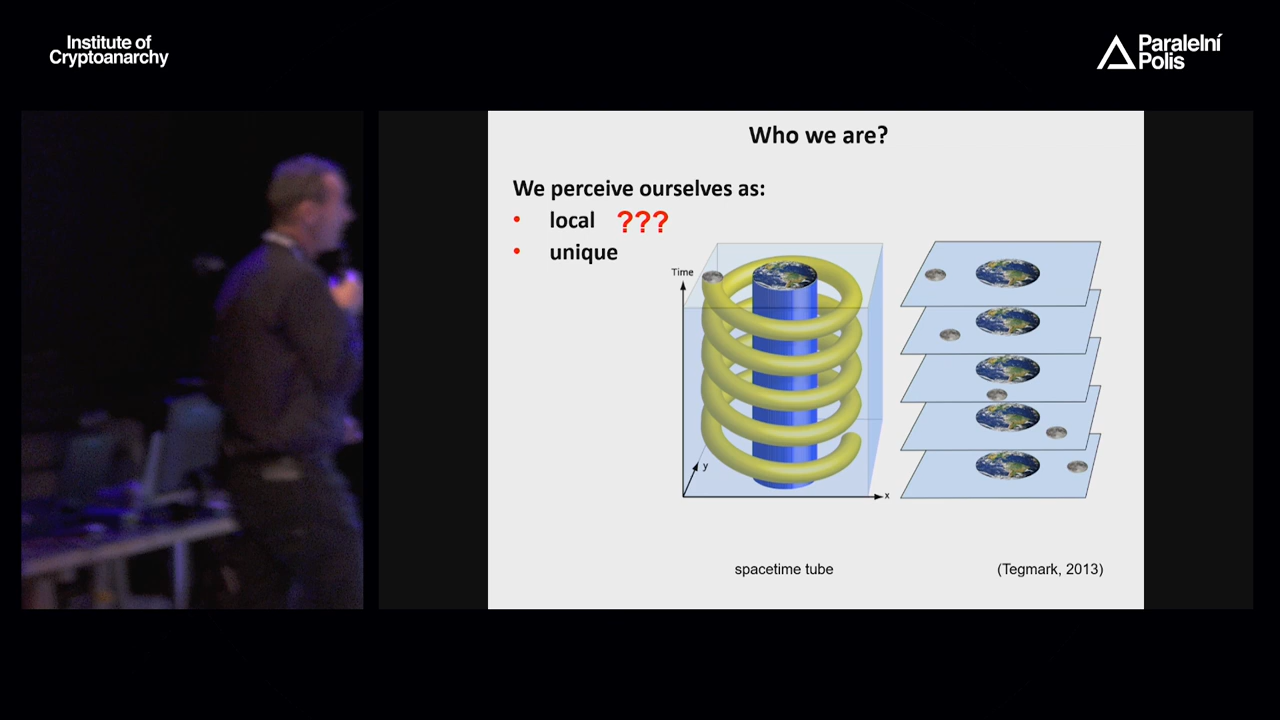 Institute of
Cryptoanarchy
Paralelní
Polis
Who we are?
We perceive ourselves as:
• local ???
• unique
Time
y
x
spacetime tube
(Tegmark, 2013)